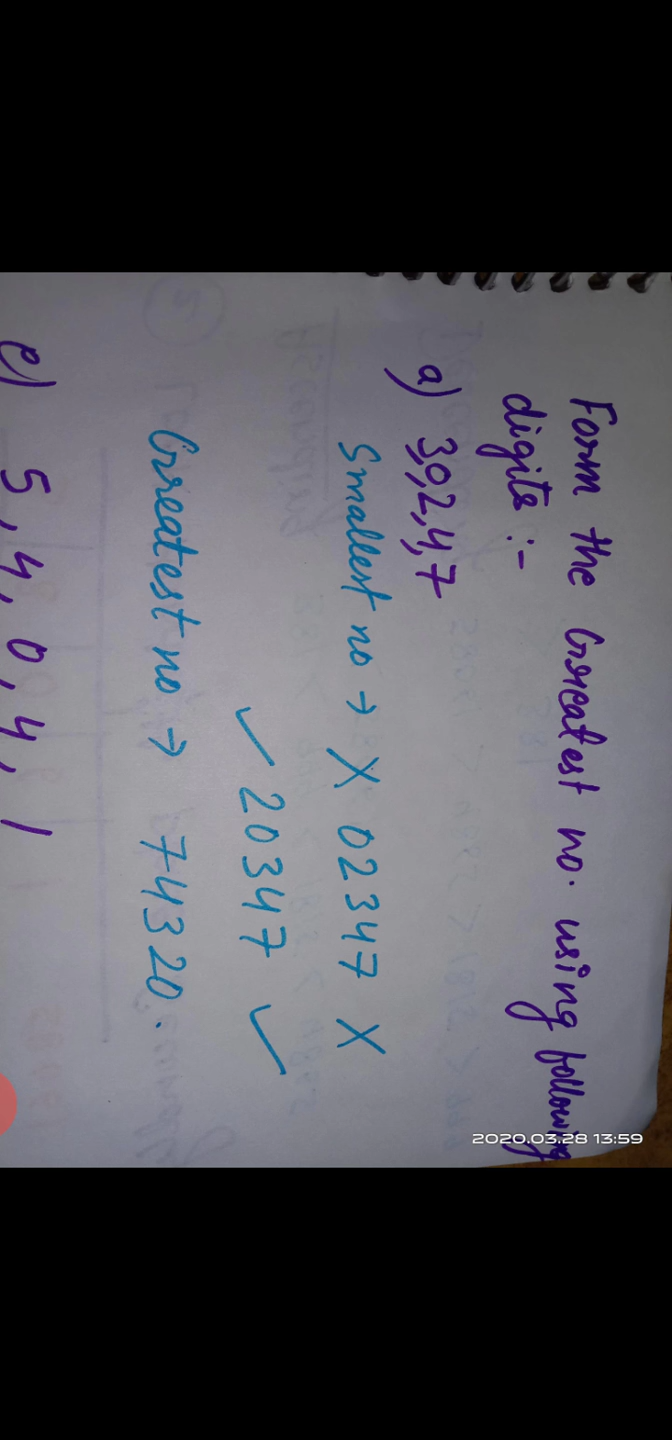 Form the Greatest no. using following
digits :-
a) 3,0,2,4,7
Smallest no → X 02347 X
✓ 20347 ✓
Greatest no → 74320.
e) 5, 4, 0, 4, 1
2020.03.28 13:59